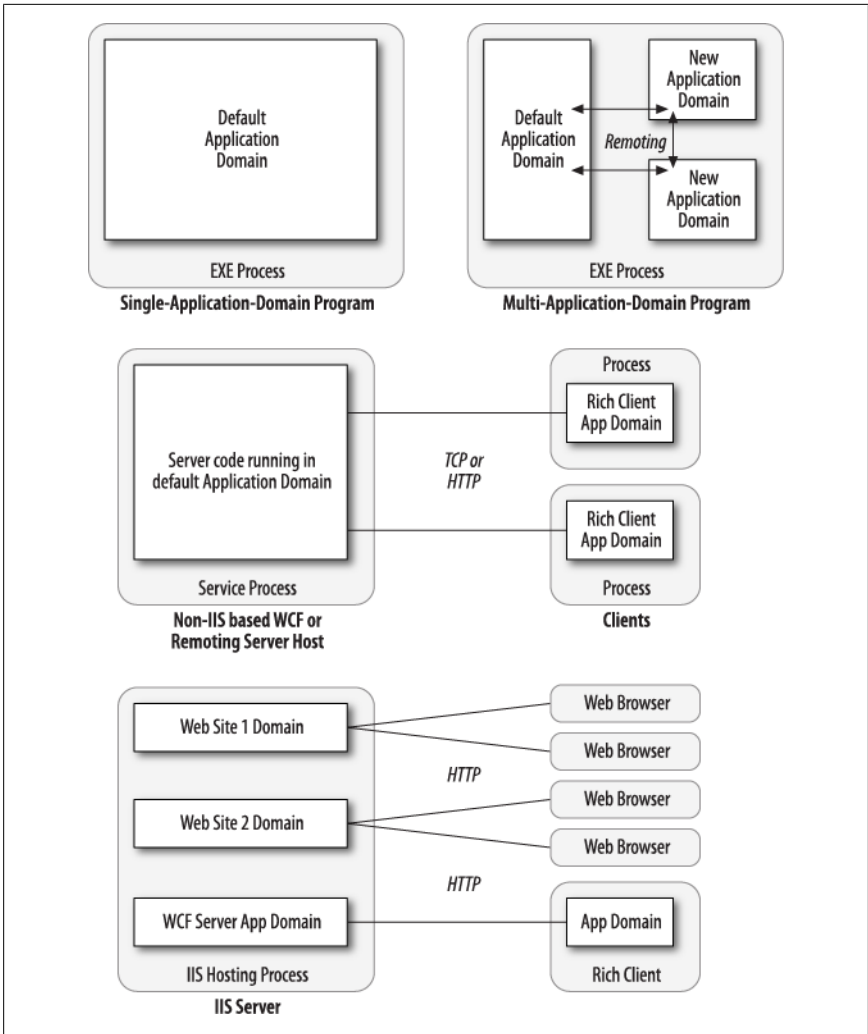 Default
Application
Domain
EXE Process
Single-Application-Domain Program
Default
Application
Domain
Remoting
New
Application
Domain
New
Application
Domain
EXE Process
Multi-Application-Domain Program
Server code running in
default Application Domain
Service Process
Non-IIS based WCF or
Remoting Server Host
TCP or
HTTP
Process
Rich Client
App Domain
Rich Client
App Domain
Process
Clients
Web Site 1 Domain
Web Site 2 Domain
WCF Server App Domain
IIS Hosting Process
IIS Server
HTTP
HTTP
Web Browser
Web Browser
Web Browser
Web Browser
App Domain
Rich Client